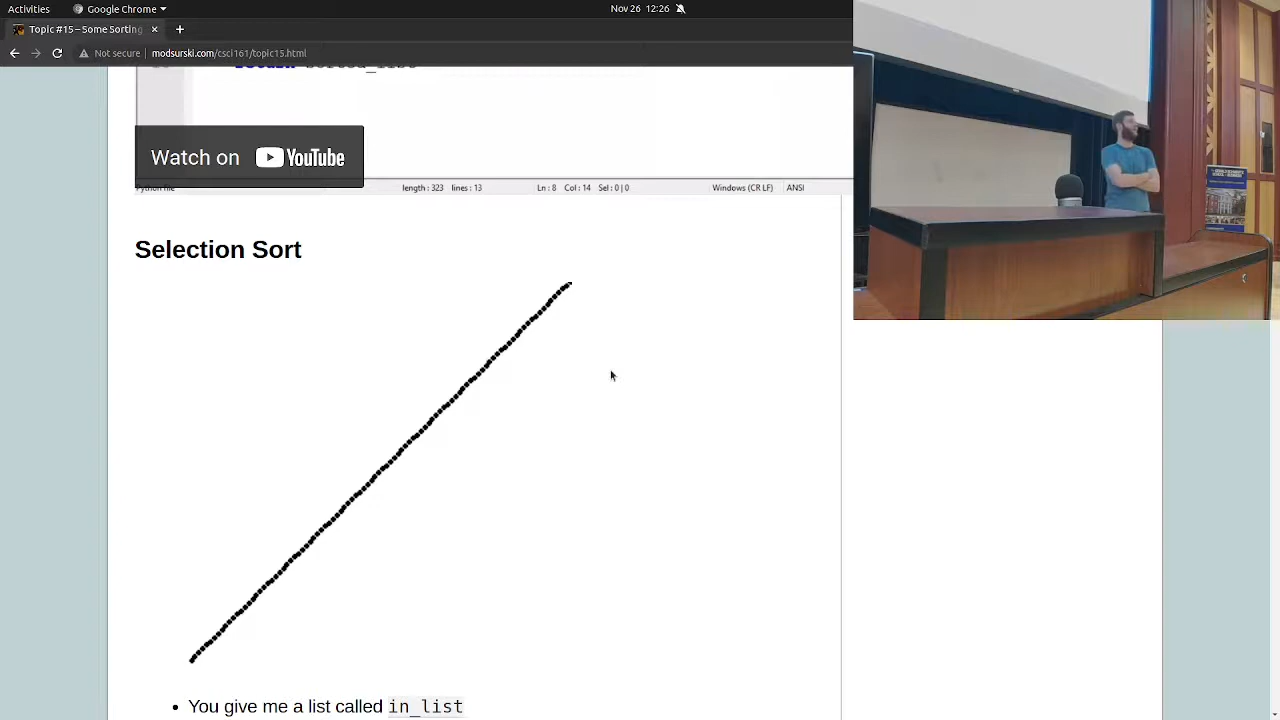 Activities
Google Chrome
Nov 26 12:26
Topic #15 – Some Sorting
Not secure
modsurski.com/csci161/topic15.html
Watch on YouTube
length : 323 lines : 13
Ln : 8 Col : 14 Sel : 0 | 0
Windows (CR LF)
ANSI
Selection Sort
• You give me a list called in_list